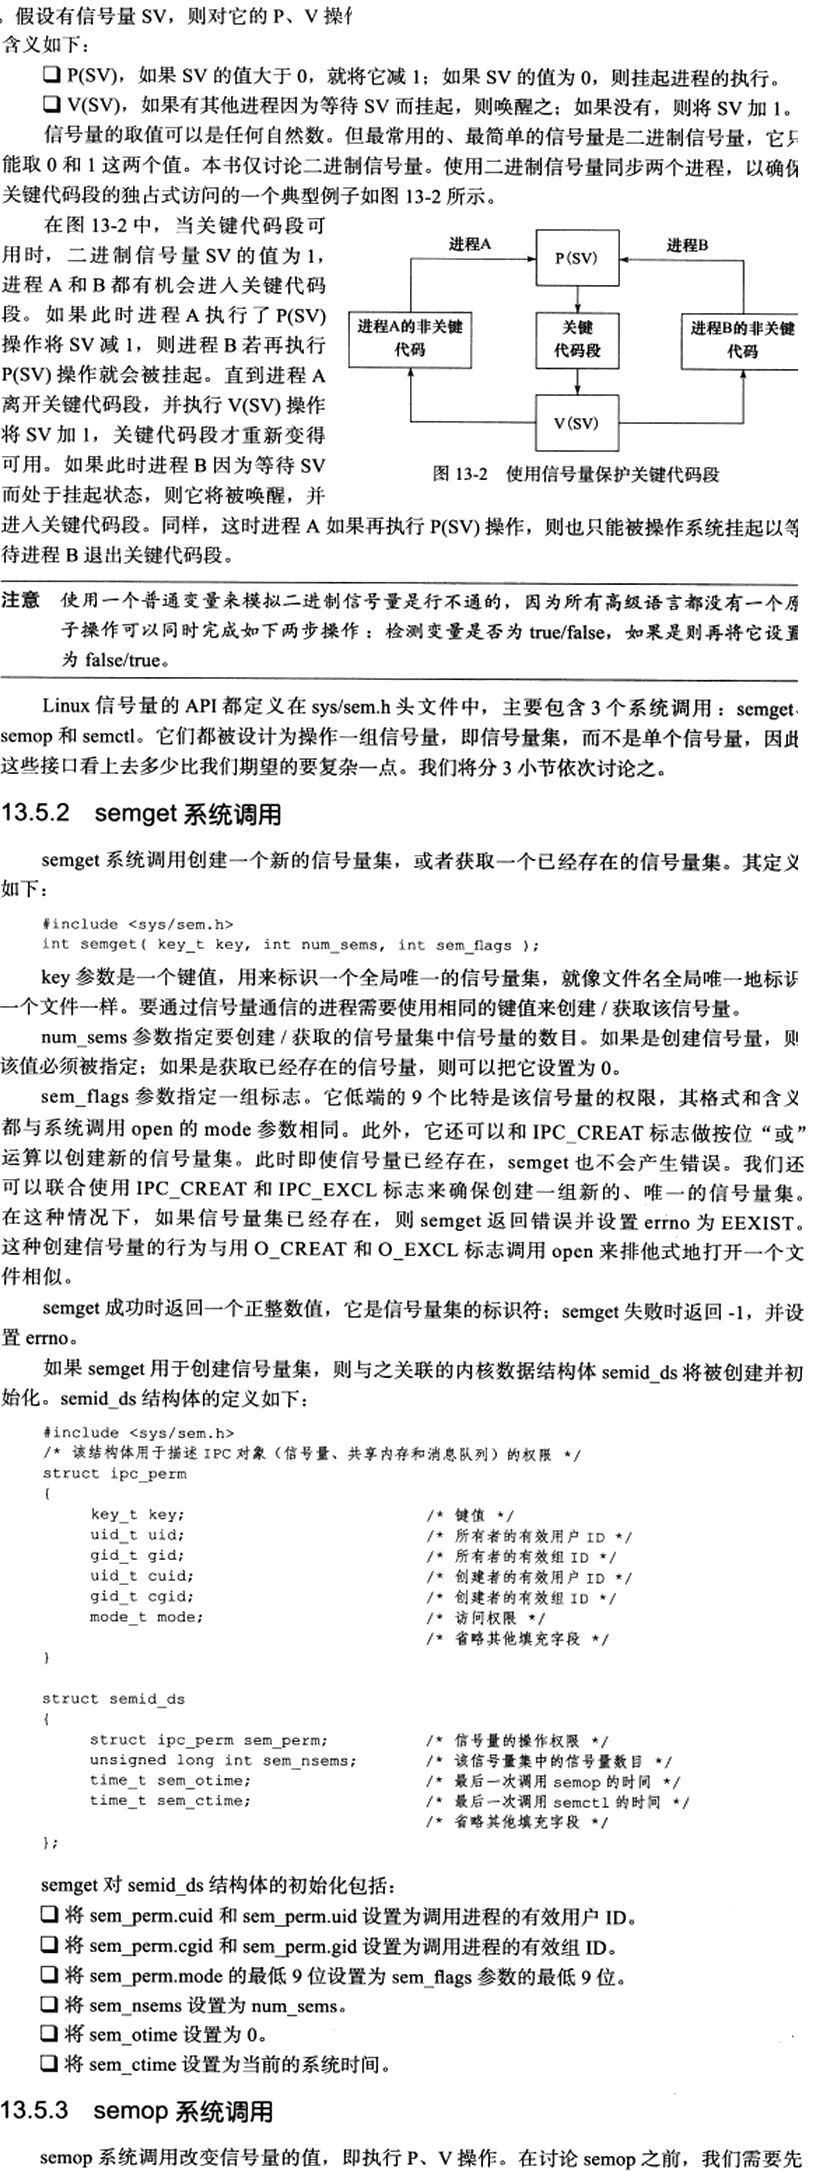 。假设有信号量 SV，则对它的 P、V 操作
含义如下：
❑ P(SV)，如果 SV 的值大于 0，就将它减 1；如果 SV 的值为 0，则挂起进程的执行。
❑ V(SV)，如果有其他进程因为等待 SV 而挂起，则唤醒之；如果没有，则将 SV 加 1。
信号量的取值可以是任何自然数。但最常用的、最简单的信号量是二进制信号量，它只
能取 0 和 1 这两个值。本书仅讨论二进制信号量。使用二进制信号量同步两个进程，以确保
关键代码段的独占式访问的一个典型例子如图 13-2 所示。
在图 13-2 中，当关键代码段可
用时，二进制信号量 SV 的值为 1，
进程 A 和 B 都有机会进入关键代码
段。如果此时进程 A 执行了 P(SV)
操作将 SV 减 1，则进程 B 若再执行
P(SV) 操作就会被挂起。直到进程 A
离开关键代码段，并执行 V(SV) 操作
将 SV 加 1，关键代码段才重新变得
可用。如果此时进程 B 因为等待 SV
而处于挂起状态，则它将被唤醒，并
进程A
P(SV)
进程B
进程A的非关键
代码
关键
代码段
进程B的非关键
代码
V(SV)
图 13-2 使用信号量保护关键代码段
进入关键代码段。同样，这时进程 A 如果再执行 P(SV) 操作，则也只能被操作系统挂起以等
待进程 B 退出关键代码段。
注意 使用一个普通变量来模拟二进制信号量是行不通的，因为所有高级语言都没有一个原
子操作可以同时完成如下两步操作：检测变量是否为 true/false，如果是则再将它设置
为 false/true。
Linux 信号量的 API 都定义在 sys/sem.h 头文件中，主要包含 3 个系统调用：semget、
semop 和 semctl。它们都被设计为操作一组信号量，即信号量集，而不是单个信号量，因此
这些接口看上去多少比我们期望的要复杂一点。我们将分 3 小节依次讨论之。
13.5.2 semget 系统调用
semget 系统调用创建一个新的信号量集，或者获取一个已经存在的信号量集。其定义
如下：
#include <sys/sem.h>
int semget( key_t key, int num_sems, int sem_flags );
key 参数是一个键值，用来标识一个全局唯一的信号量集，就像文件名全局唯一地标识
一个文件一样。要通过信号量通信的进程需要使用相同的键值来创建 / 获取该信号量。
num_sems 参数指定要创建 / 获取的信号量集中信号量的数目。如果是创建信号量，则
该值必须被指定；如果是获取已经存在的信号量，则可以把它设置为 0。
sem_flags 参数指定一组标志。它低端的 9 个比特是该信号量的权限，其格式和含义
都与系统调用 open 的 mode 参数相同。此外，它还可以和 IPC_CREAT 标志做按位“或”
运算以创建新的信号量集。此时即使信号量已经存在，semget 也不会产生错误。我们还
可以联合使用 IPC_CREAT 和 IPC_EXCL 标志来确保创建一组新的、唯一的信号量集。
在这种情况下，如果信号量集已经存在，则 semget 返回错误并设置 errno 为 EEXIST。
这种创建信号量的行为与用 O_CREAT 和 O_EXCL 标志调用 open 来排他式地打开一个文
件相似。
semget 成功时返回一个正整数值，它是信号量集的标识符；semget 失败时返回 -1，并设
置 errno。
如果 semget 用于创建信号量集，则与之关联的内核数据结构体 semid_ds 将被创建并初
始化。semid_ds 结构体的定义如下：
#include <sys/sem.h>
/* 该结构体用于描述 IPC 对象（信号量、共享内存和消息队列）的权限 */
struct ipc_perm
{
key_t key; /* 键值 */
uid_t uid; /* 所有者的有效用户 ID */
gid_t gid; /* 所有者的有效组 ID */
uid_t cuid; /* 创建者的有效用户 ID */
gid_t cgid; /* 创建者的有效组 ID */
mode_t mode; /* 访问权限 */
/* 省略其他填充字段 */
}
struct semid_ds
{
struct ipc_perm sem_perm; /* 信号量的操作权限 */
unsigned long int sem_nsems; /* 该信号量集中的信号量数目 */
time_t sem_otime; /* 最后一次调用 semop 的时间 */
time_t sem_ctime; /* 最后一次调用 semctl 的时间 */
/* 省略其他填充字段 */
};
semget 对 semid_ds 结构体的初始化包括：
❑ 将 sem_perm.cuid 和 sem_perm.uid 设置为调用进程的有效用户 ID。
❑ 将 sem_perm.cgid 和 sem_perm.gid 设置为调用进程的有效组 ID。
❑ 将 sem_perm.mode 的最低 9 位设置为 sem_flags 参数的最低 9 位。
❑ 将 sem_nsems 设置为 num_sems。
❑ 将 sem_otime 设置为 0。
❑ 将 sem_ctime 设置为当前的系统时间。
13.5.3 semop 系统调用
semop 系统调用改变信号量的值，即执行 P、V 操作。在讨论 semop 之前，我们需要先